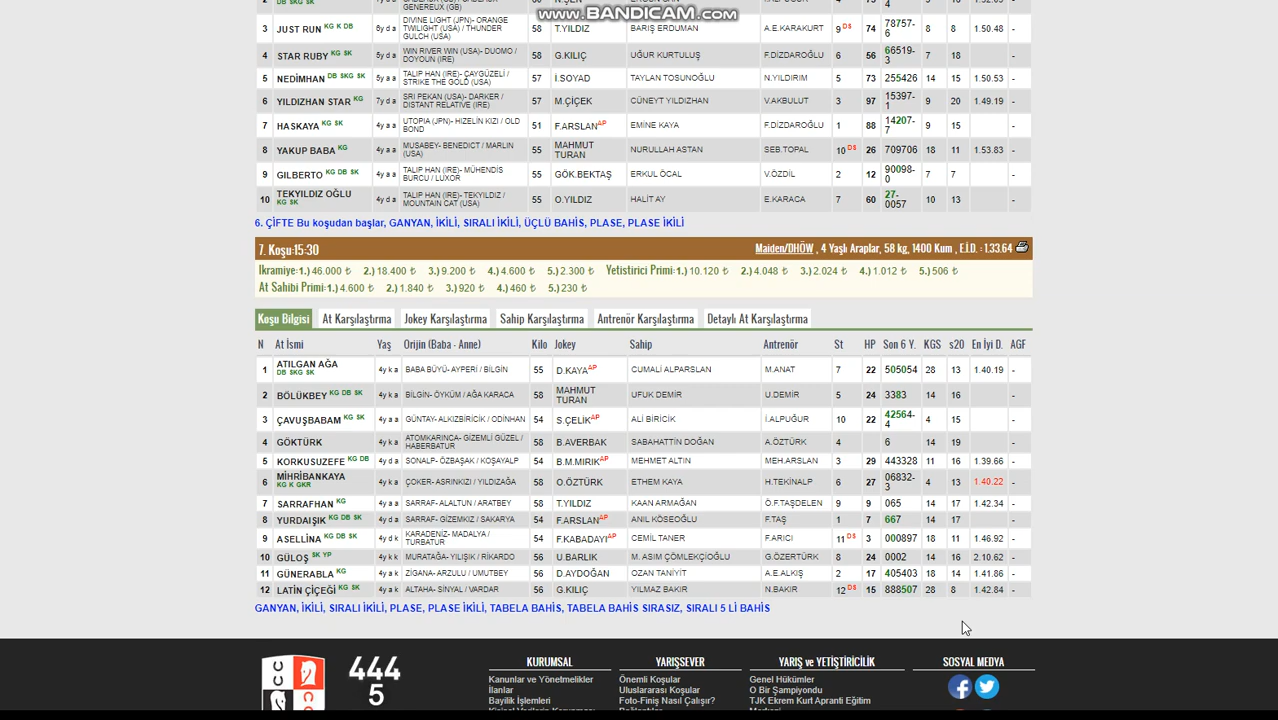 www.BANDICAM.com
DB SKG SK GENEREUX (GB) 4 1.52.63
3 JUST RUN KG K DB 6y d a DIVINE LIGHT (JPN)- ORANGE TWILIGHT (USA) / THUNDER GULCH (USA) 58 T.YILDIZ BARIŞ ERDUMAN A.E.KARAKURT 9 DS 74 78757-6 8 8 1.50.48 -
4 STAR RUBY KG SK 5y d a WIN RIVER WIN (USA)- DUOMO / DOYOUN (IRE) 58 G.KILIÇ UĞUR KURTULUŞ F.DİZDAROĞLU 6 56 66519-3 7 18 -
5 NEDİMHAN DB SKG SK 5y a a TALIP HAN (IRE)- ÇAYGÜZELİ / STRIKE THE GOLD (USA) 57 İ.SOYAD TAYLAN TOSUNOĞLU N.YILDIRIM 5 73 255426 14 15 1.50.53 -
6 YILDIZHAN STAR KG 7y d a SRI PEKAN (USA)- DARKER / DISTANT RELATIVE (IRE) 57 M.ÇİÇEK CÜNEYT YILDIZHAN V.AKBULUT 3 97 15397-1 9 20 1.49.19 -
7 HASKAYA KG SK 4y a a UTOPIA (JPN)- HIZELİN KIZI / OLD BOND 51 F.ARSLAN AP EMİNE KAYA F.DİZDAROĞLU 1 88 14207-7 9 15 -
8 YAKUP BABA KG 4y a a MUSABEY- BENEDICT / MARLIN (USA) 55 MAHMUT TURAN NURULLAH ASTAN SEB.TOPAL 10 DS 26 709706 18 11 1.53.83 -
9 GILBERTO KG DB SK 4y d a TALIP HAN (IRE)- MÜHENDİS BURCU / LUXOR 55 GÖK.BEKTAŞ ERKUL ÖCAL V.ÖZDİL 2 12 90098-0 7 7 -
10 TEKYILDIZ OĞLU KG SK 4y d a TALIP HAN (IRE)- TEKYILDIZ / MOUNTAIN CAT (USA) 55 O.YILDIZ HALİT AY E.KARACA 7 60 27-0057 10 13 -
6. ÇİFTE Bu koşudan başlar, GANYAN, İKİLİ, SIRALI İKİLİ, ÜÇLÜ BAHİS, PLASE, PLASE İKİLİ
7. Koşu:15:30 Maiden/DHÖW , 4 Yaşlı Araplar, 58 kg, 1400 Kum , E.İ.D. : 1.33.64
Ikramiye:1.) 46.000 ₺ 2.) 18.400 ₺ 3.) 9.200 ₺ 4.) 4.600 ₺ 5.) 2.300 ₺ Yetistirici Primi:1.) 10.120 ₺ 2.) 4.048 ₺ 3.) 2.024 ₺ 4.) 1.012 ₺ 5.) 506 ₺
At Sahibi Primi:1.) 4.600 ₺ 2.) 1.840 ₺ 3.) 920 ₺ 4.) 460 ₺ 5.) 230 ₺
Koşu Bilgisi At Karşılaştırma Jokey Karşılaştırma Sahip Karşılaştırma Antrenör Karşılaştırma Detaylı At Karşılaştırma
N At İsmi Yaş Orijin (Baba - Anne) Kilo Jokey Sahip Antrenör St HP Son 6 Y. KGS s20 En İyi D. AGF
1 ATILGAN AĞA DB SKG SK 4y k a BABA BÜYÜ- AYPERİ / BİLGİN 55 D.KAYA AP CUMALİ ALPARSLAN M.ANAT 7 22 505054 28 13 1.40.19 -
2 BÖLÜKBEY KG DB SK 4y k a BİLGİN- ÖYKÜM / AĞA KARACA 58 MAHMUT TURAN UFUK DEMİR U.DEMİR 5 24 3383 14 16 -
3 ÇAVUŞBABAM KG SK 4y a a GÜNTAY- ALKIZBİRİCİK / ODİNHAN 54 S.ÇELİK AP ALİ BİRİCİK İ.ALPUĞUR 10 22 42564-4 4 15 -
4 GÖKTÜRK 4y k a ATOMKARINCA- GİZEMLİ GÜZEL / HABERBATUR 58 B.AVERBAK SABAHATTİN DOĞAN A.ÖZTÜRK 4 6 14 19 -
5 KORKUSUZEFE KG DB 4y d a SONALP- ÖZBAŞAK / KOŞAYALP 54 B.M.MIRIK AP MEHMET ALTIN MEH.ARSLAN 3 29 443328 11 16 1.39.66 -
6 MİHRİBANKAYA KG K GKR 4y k a ÇOKER- ASRINKIZI / YILDIZAĞA 58 O.ÖZTÜRK ETHEM KAYA H.TEKİNALP 6 27 06832-3 4 13 1.40.22 -
7 SARRAFHAN KG 4y a a SARRAF- ALALTUN / ARATBEY 58 T.YILDIZ KAAN ARMAĞAN Ö.F.TAŞDELEN 9 9 065 14 17 1.42.34 -
8 YURDAIŞIK KG DB SK 4y d a SARRAF- GİZEMKIZ / SAKARYA 54 F.ARSLAN AP ANIL KÖSEOĞLU F.TAŞ 1 7 667 14 17 -
9 ASELLİNA KG DB SK 4y d k KARADENİZ- MADALYA / TURBATUR 54 F.KABADAYI AP CEMİL TANER F.ARICI 11 DS 3 000897 18 11 1.46.92 -
10 GÜLOŞ SK YP 4y k k MURATAĞA- YILIŞIK / RİKARDO 56 U.BARLIK M. ASIM ÇÖMLEKÇİOĞLU G.ÖZERTÜRK 8 24 0002 14 16 2.10.62 -
11 GÜNERABLA KG 4y a k ZİGANA- ARZULU / UMUTBEY 56 D.AYDOĞAN OZAN TANİYİT A.E.ALKIŞ 2 17 405403 18 14 1.41.86 -
12 LATİN ÇİÇEĞİ KG SK 4y a k ALTAHA- SİNYAL / VARDAR 56 G.KILIÇ YILMAZ BAKIR N.BAKIR 12 DS 15 888507 28 8 1.42.84 -
GANYAN, İKİLİ, SIRALI İKİLİ, PLASE, PLASE İKİLİ, TABELA BAHİS, TABELA BAHİS SIRASIZ, SIRALI 5 Lİ BAHİS
444
5
KURUMSAL YARIŞSEVER YARIŞ ve YETİŞTİRİCİLİK SOSYAL MEDYA
Kanunlar ve Yönetmelikler Önemli Koşular Genel Hükümler
İlanlar Uluslararası Koşular O Bir Şampiyondu
Bayilik İşlemleri Foto-Finiş Nasıl Çalışır? TJK Ekrem Kurt Apranti Eğitim